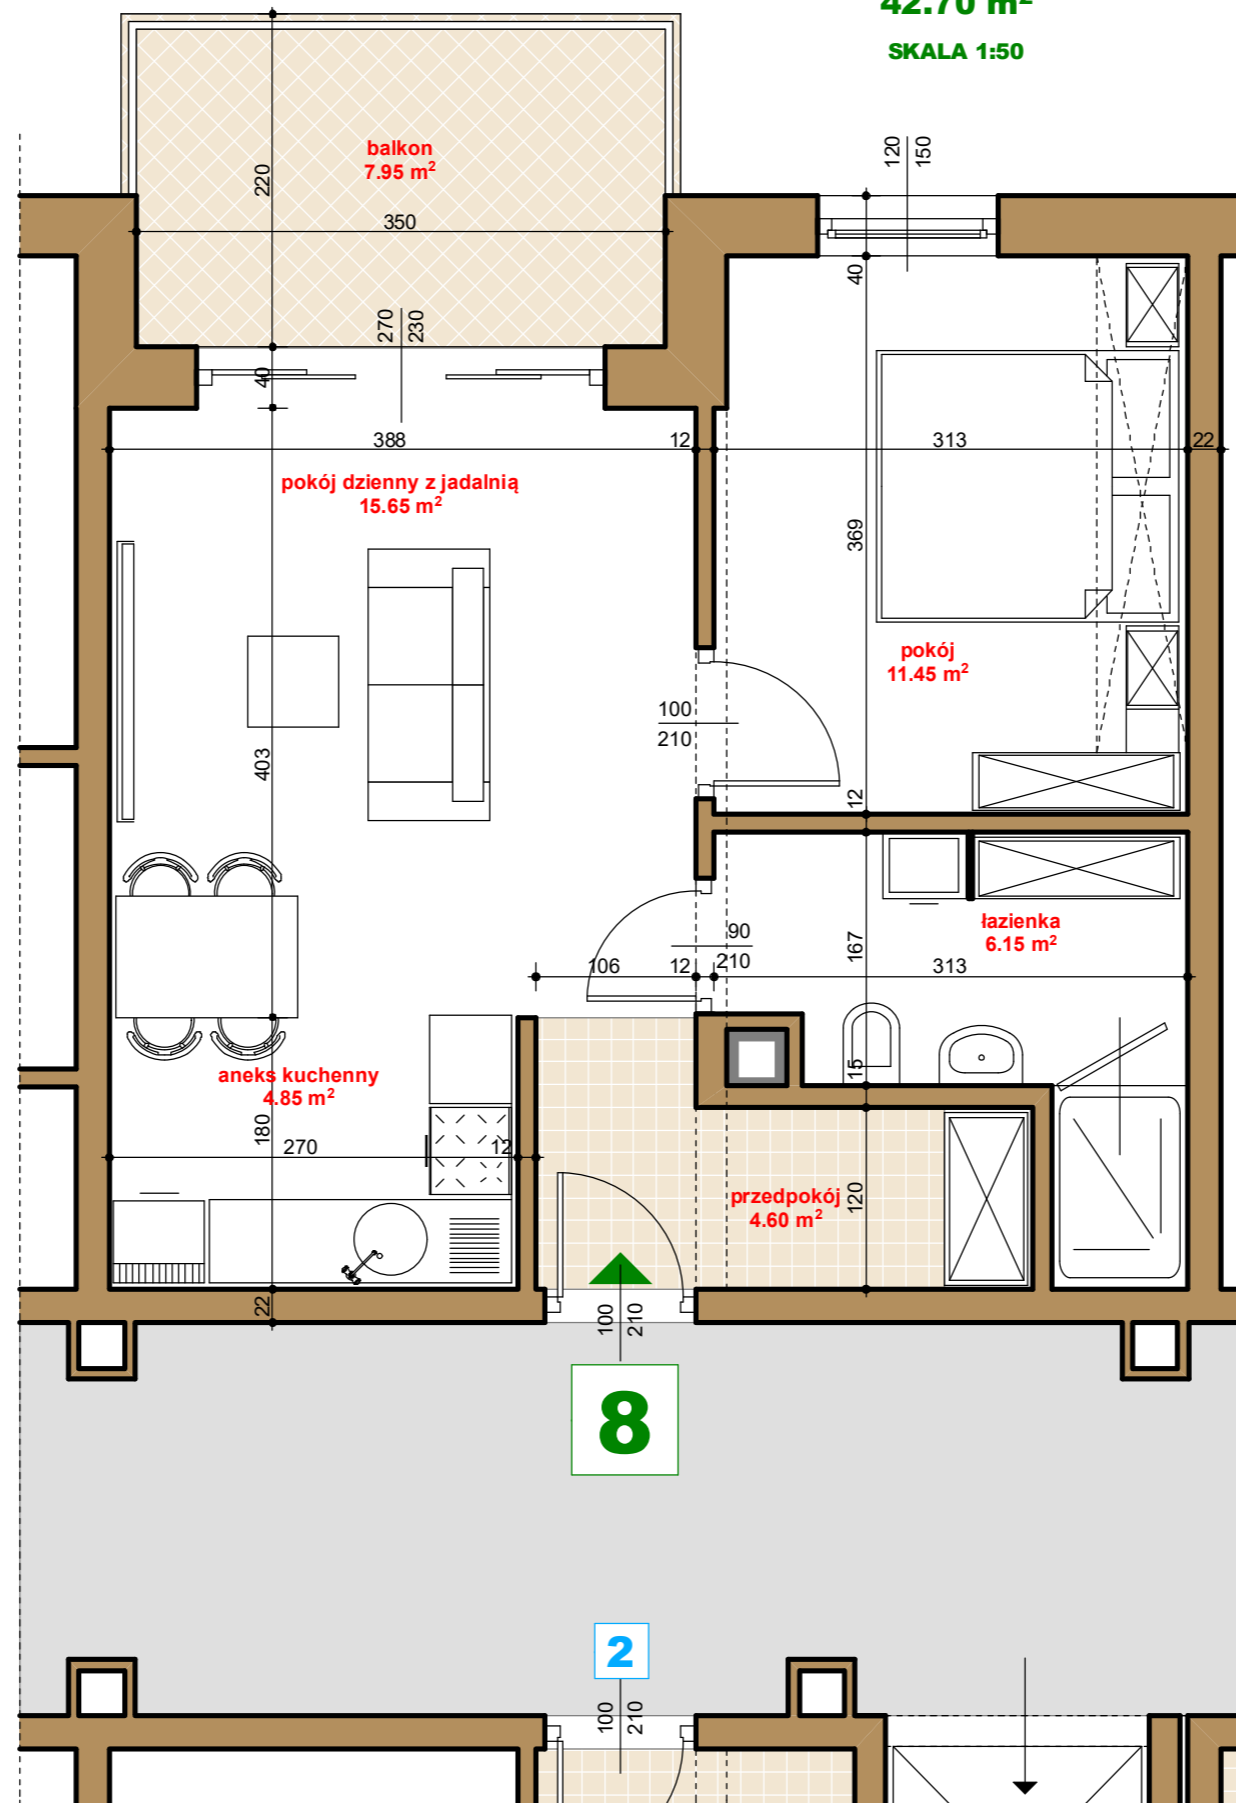 42.70 m²
SKALA 1:50
balkon
7.95 m²
220
350
120
150
40
270
230
40
388
12
313
22
pokój dzienny z jadalnią
15.65 m²
369
pokój
11.45 m²
100
210
403
12
90
210
łazienka
6.15 m²
167
106
12
313
15
aneks kuchenny
4.85 m²
180
270
12
przedpokój
4.60 m²
120
22
100
210
8
2
100
210